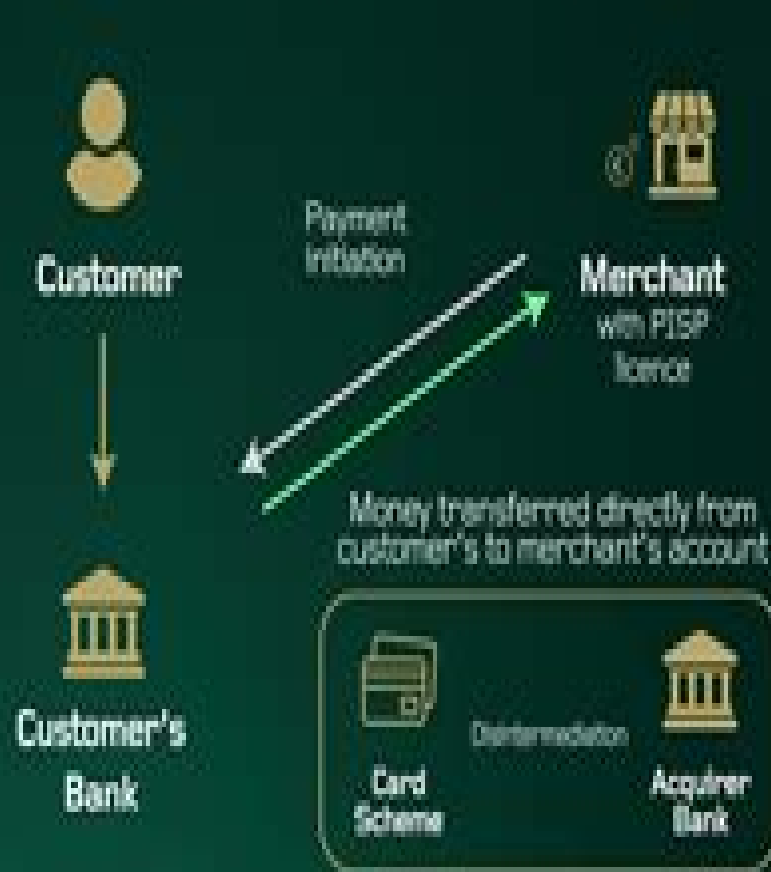 Payment
Initiation
Customer
Merchant
with PISP
licence
Money transferred directly from
customer's to merchant's account
Customer's
Bank
Disintermediation
Card
Scheme
Acquirer
Bank